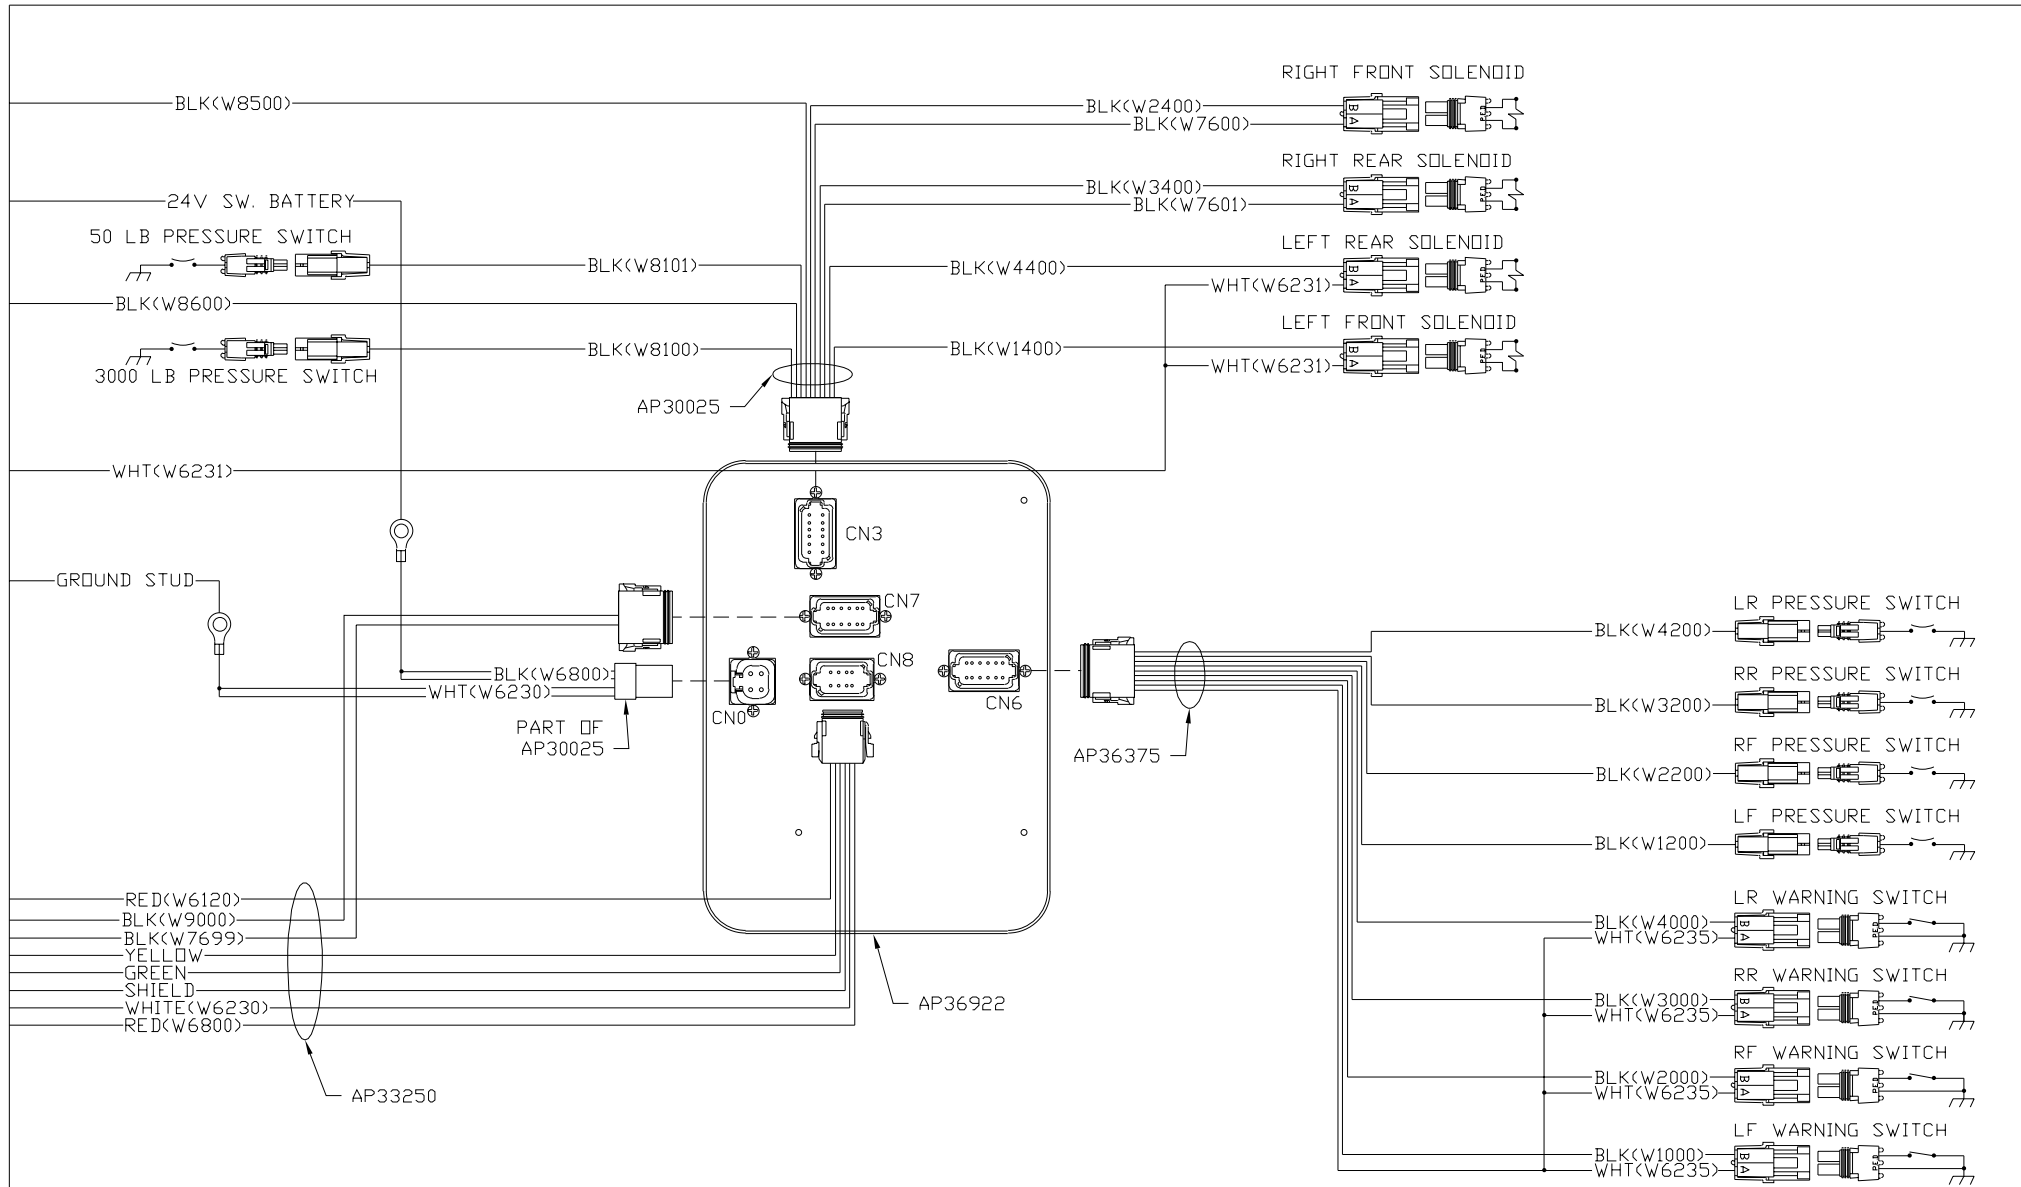 RIGHT FRONT SOLENOID
BLK(W8500)
BLK(W2400)
B
A
BLK(W7600)
RIGHT REAR SOLENOID
BLK(W3400)
B
A
BLK(W7601)
24V SW. BATTERY
50 LB PRESSURE SWITCH
BLK(W8101)
LEFT REAR SOLENOID
BLK(W4400)
B
A
WHT(W6231)
BLK(W8600)
LEFT FRONT SOLENOID
BLK(W8100)
BLK(W1400)
B
A
WHT(W6231)
3000 LB PRESSURE SWITCH
AP30025
WHT(W6231)
CN3
GROUND STUD
CN7
CN8
BLK(W6800)
WHT(W6230)
CN0
CN6
PART OF
AP30025
AP36375
LR PRESSURE SWITCH
BLK(W4200)
RR PRESSURE SWITCH
BLK(W3200)
RF PRESSURE SWITCH
BLK(W2200)
LF PRESSURE SWITCH
BLK(W1200)
LR WARNING SWITCH
BLK(W4000)
B
A
WHT(W6235)
RR WARNING SWITCH
BLK(W3000)
B
A
WHT(W6235)
RF WARNING SWITCH
BLK(W2000)
B
A
WHT(W6235)
LF WARNING SWITCH
BLK(W1000)
B
A
WHT(W6235)
RED(W6120)
BLK(W9000)
BLK(W7699)
YELLOW
GREEN
SHIELD
WHITE(W6230)
RED(W6800)
AP36922
AP33250